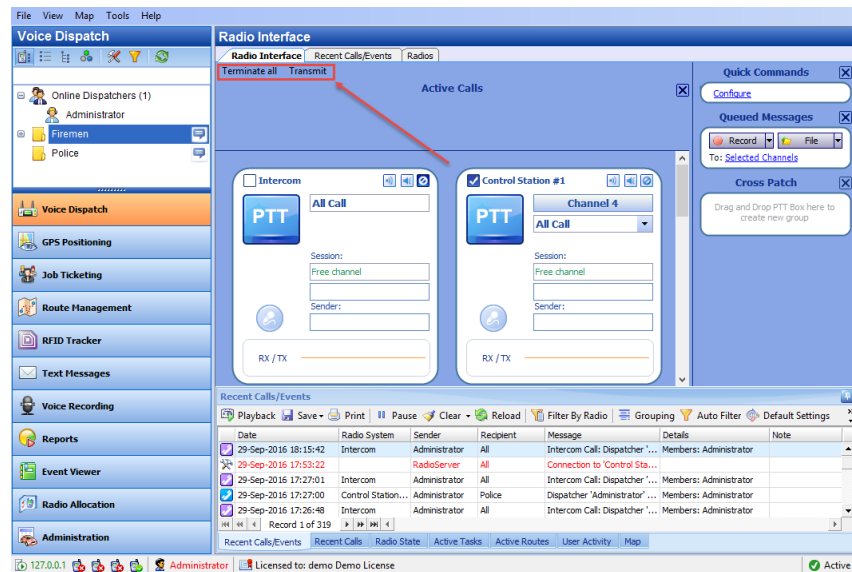 File View Map Tools Help
Voice Dispatch
Online Dispatchers (1)
Administrator
Firemen
Police
Voice Dispatch
GPS Positioning
Job Ticketing
Route Management
RFID Tracker
Text Messages
Voice Recording
Reports
Event Viewer
Radio Allocation
Administration
Radio Interface
Radio Interface Recent Calls/Events Radios
Terminate all Transmit
Active Calls
Intercom
PTT
All Call
Session:
Free channel
Sender:
RX / TX
Control Station #1
PTT
Channel 4
All Call
Session:
Free channel
Sender:
RX / TX
Quick Commands
Configure
Queued Messages
Record File
To: Selected Channels
Cross Patch
Drag and Drop PTT Box here to
create new group
Recent Calls/Events
Playback Save Print Pause Clear Reload Filter By Radio Grouping Auto Filter Default Settings
Date Radio System Sender Recipient Message Details Note
29-Sep-2016 18:15:42 Intercom Administrator All Intercom Call: Dispatcher '... Members: Administrator
29-Sep-2016 17:53:22 RadioServer All Connection to 'Control Sta...
29-Sep-2016 17:27:01 Intercom Administrator All Intercom Call: Dispatcher '... Members: Administrator
29-Sep-2016 17:27:00 Control Station... Administrator Police Dispatcher 'Administrator' ... Members: Administrator
29-Sep-2016 17:26:48 Intercom Administrator All Intercom Call: Dispatcher '... Members: Administrator
Record 1 of 319
Recent Calls/Events Recent Calls Radio State Active Tasks Active Routes User Activity Map
127.0.0.1 Administrator Licensed to: demo Demo License Active